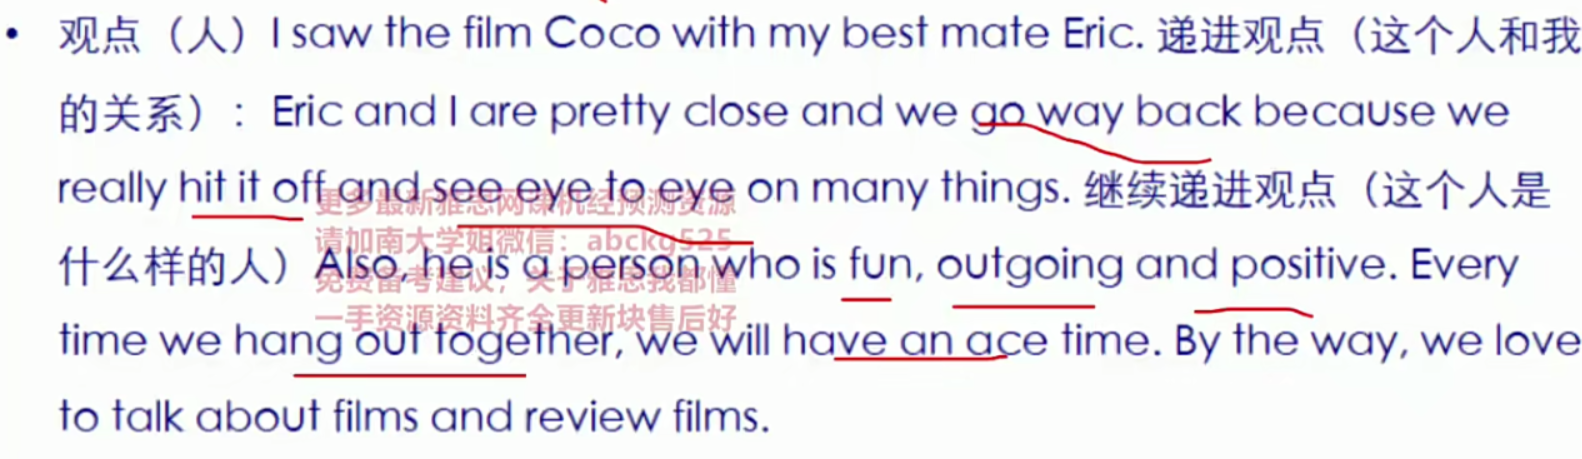 • 观点（人）I saw the film Coco with my best mate Eric. 递进观点（这个人和我
的关系）： Eric and I are pretty close and we go way back because we
really hit it off and see eye to eye on many things. 继续递进观点（这个人是
更多最新雅思网课机经预测资源
请加南大学姐微信：abckg525
什么样的人）Also, he is a person who is fun, outgoing and positive. Every
免费备考建议，关于雅思我都懂
一手资源资料齐全更新块售后好
time we hang out together, we will have an ace time. By the way, we love
to talk about films and review films.